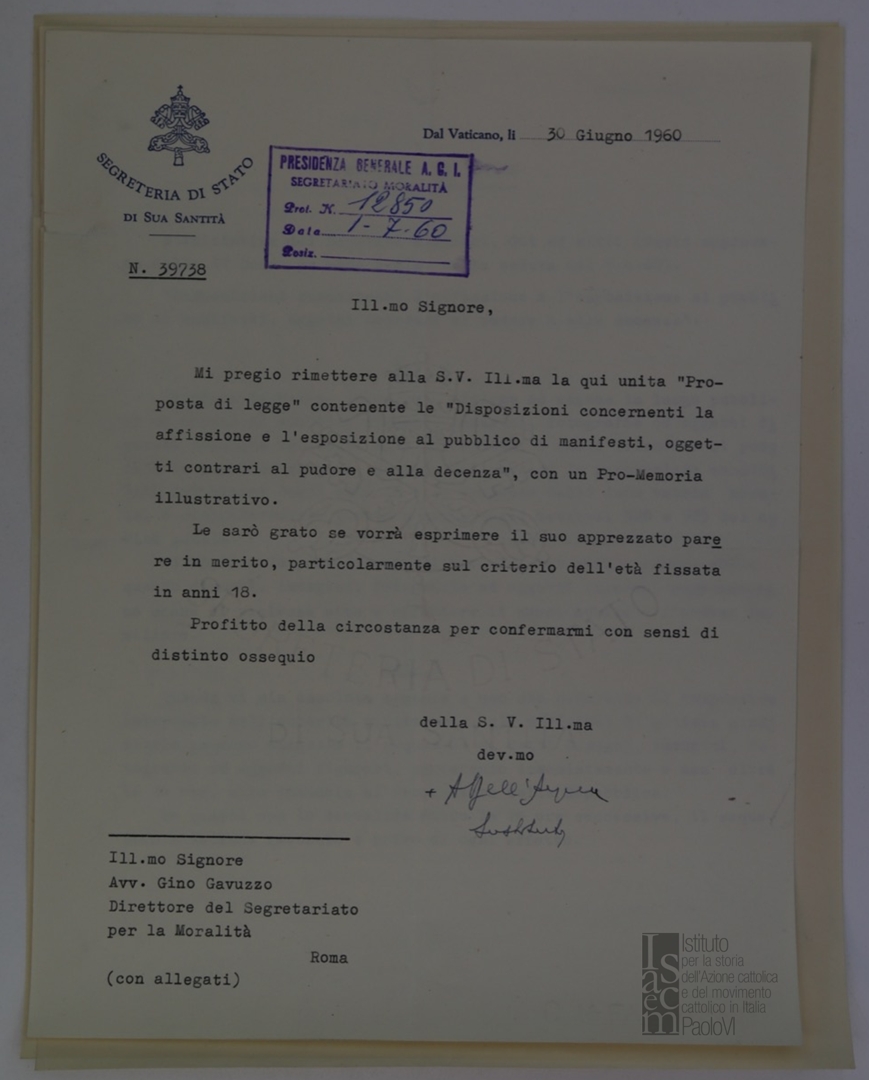 SEGRETERIA DI STATO
DI SUA SANTITÀ
N. 39738
Dal Vaticano, li 30 Giugno 1960
PRESIDENZA GENERALE A. C. I.
SEGRETARIATO MORALITÀ
Prot. N. 12850
Data 1-7-60
Posiz.
Ill.mo Signore,
Mi pregio rimettere alla S.V. Ill.ma la qui unita "Pro-
posta di legge" contenente le "Disposizioni concernenti la
affissione e l'esposizione al pubblico di manifesti, ogget-
ti contrari al pudore e alla decenza", con un Pro-Memoria
illustrativo.
Le sarò grato se vorrà esprimere il suo apprezzato pare
re in merito, particolarmente sul criterio dell'età fissata
in anni 18.
Profitto della circostanza per confermarmi con sensi di
distinto ossequio
della S. V. Ill.ma
dev.mo
+ A Dell'Acqua
Ill.mo Signore
Avv. Gino Gavuzzo
Direttore del Segretariato
per la Moralità
Roma
(con allegati)
Isacem
Istituto
per la storia
dell'Azione cattolica
e del movimento
cattolico in Italia
PaoloVI